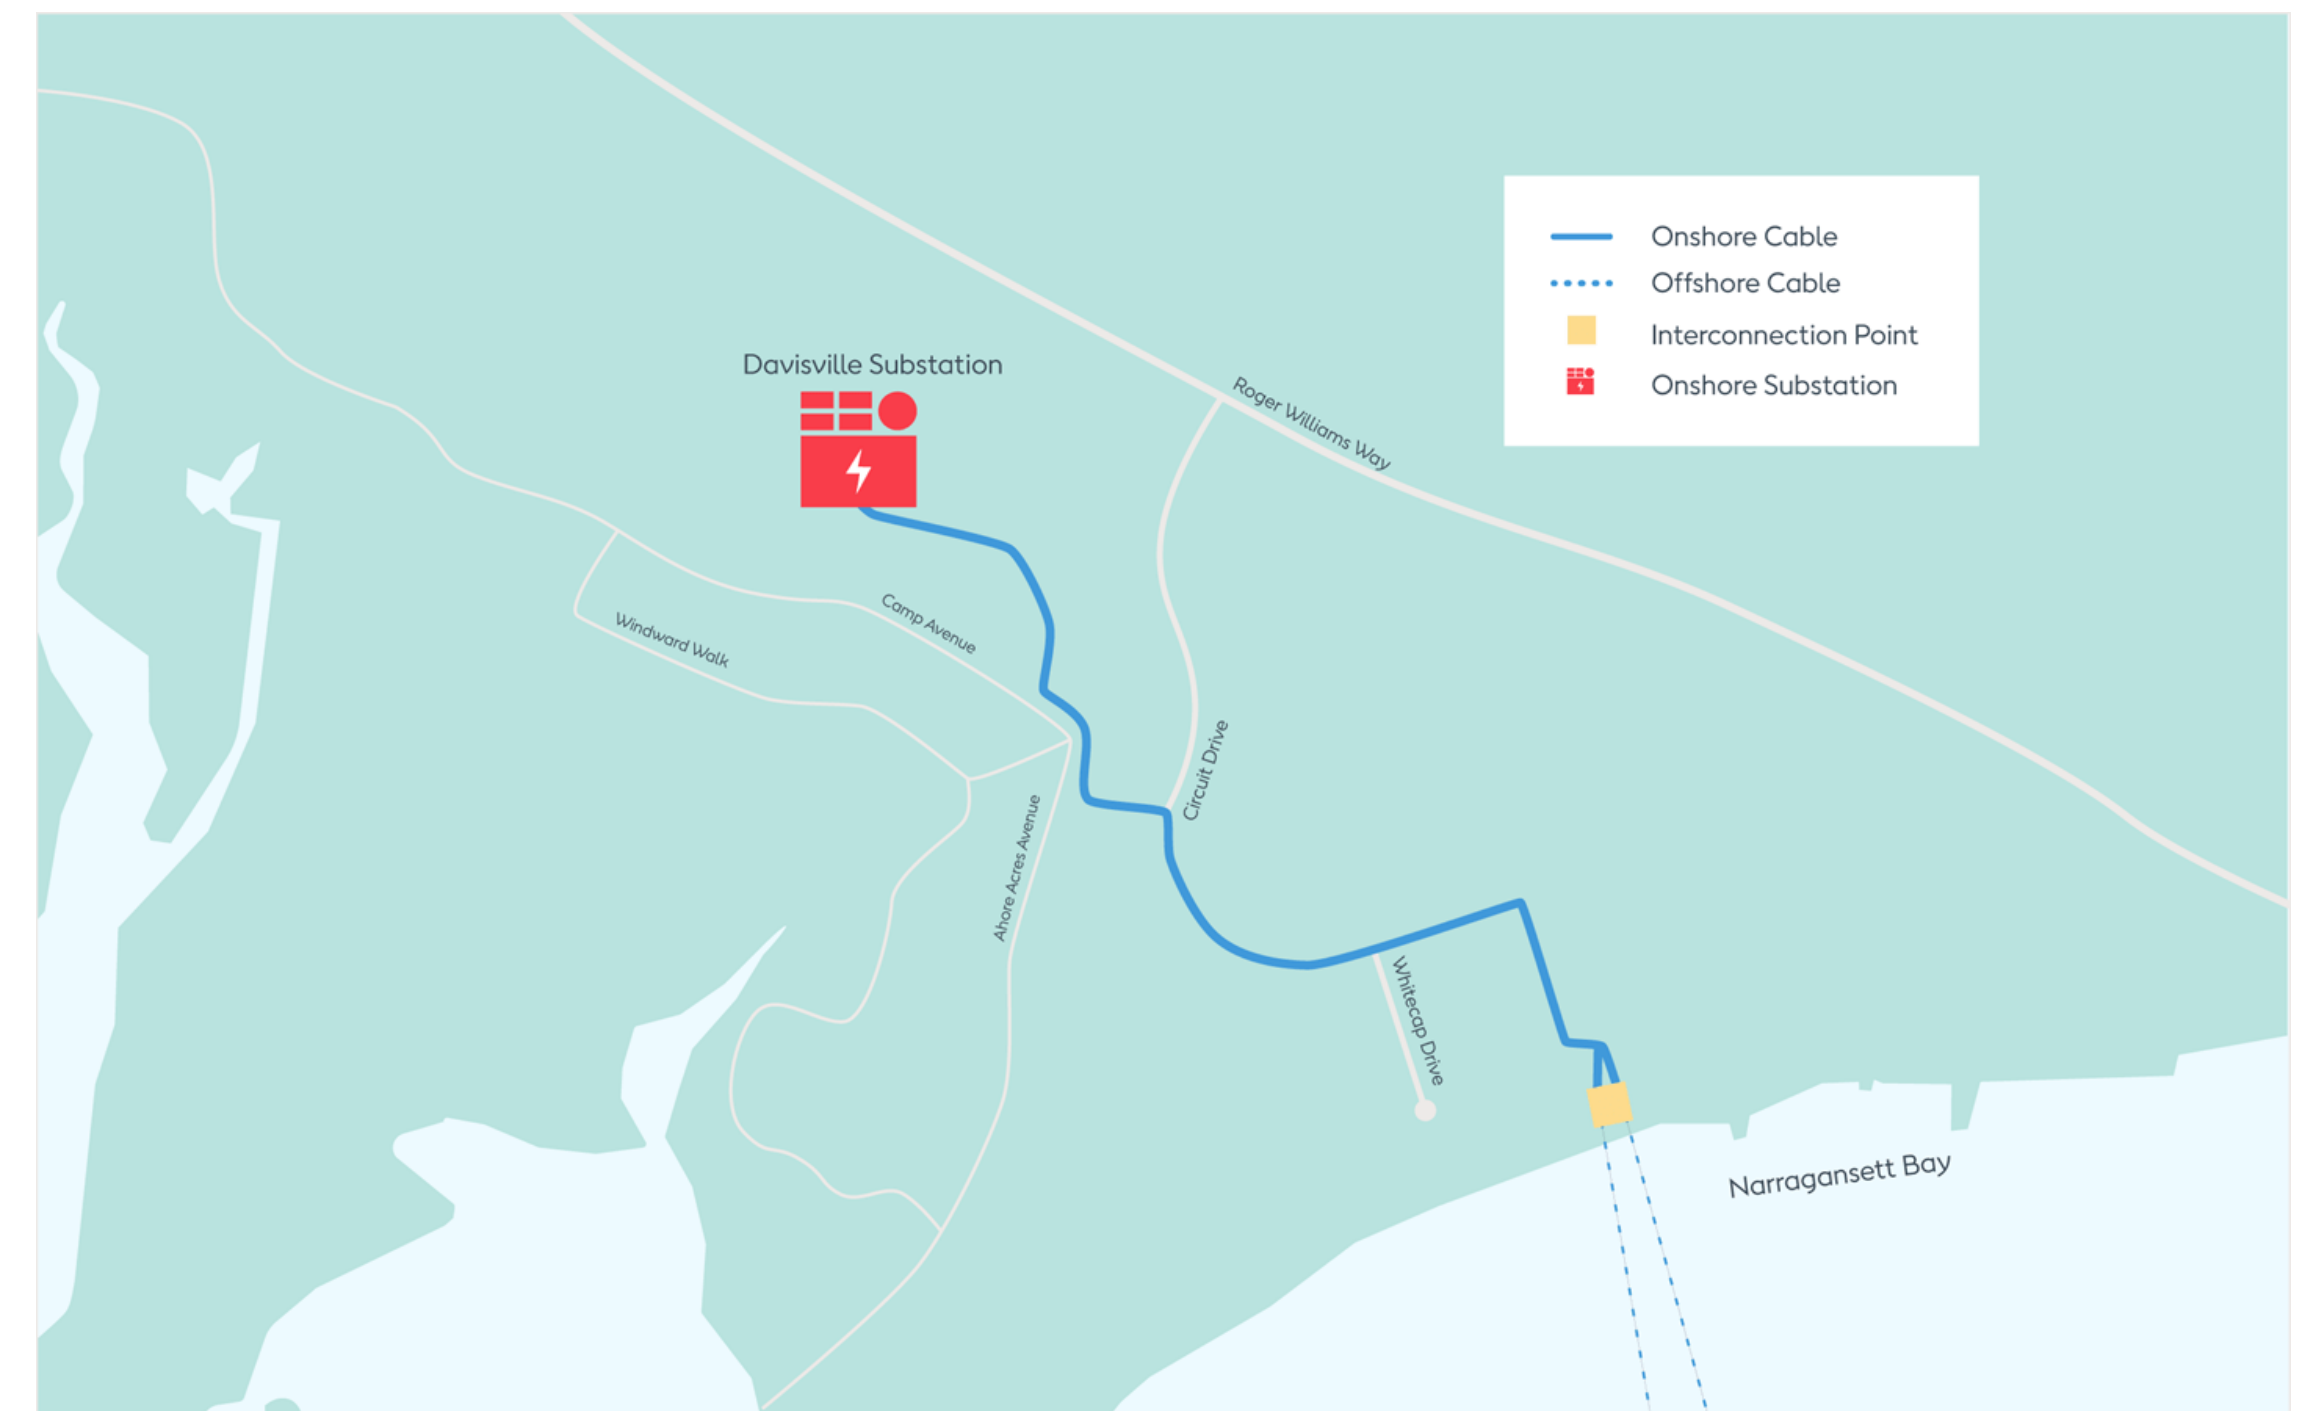 Onshore Cable
Offshore Cable
Interconnection Point
Onshore Substation
Davisville Substation
Roger Williams Way
Camp Avenue
Windward Walk
Circuit Drive
Ahore Acres Avenue
Whitecap Drive
Narragansett Bay